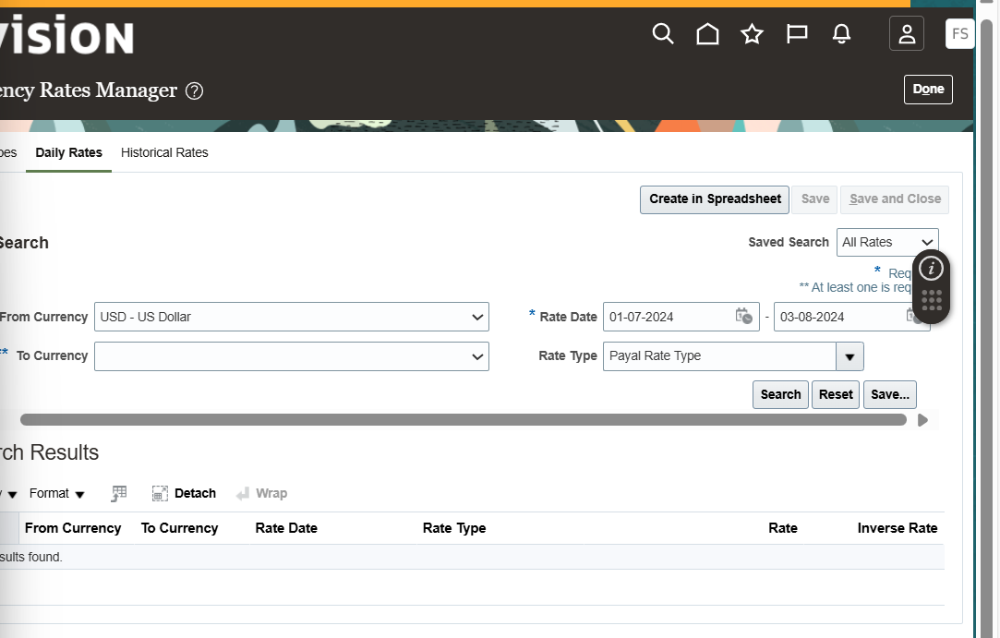 vision
FS
ency Rates Manager ?
Done
pes Daily Rates Historical Rates
Create in Spreadsheet Save Save and Close
Search
Saved Search All Rates
* Req
** At least one is req
From Currency USD - US Dollar
* Rate Date 01-07-2024 - 03-08-2024
** To Currency
Rate Type Payal Rate Type
Search Reset Save...
rch Results
Format Detach Wrap
From Currency To Currency Rate Date Rate Type Rate Inverse Rate
sults found.